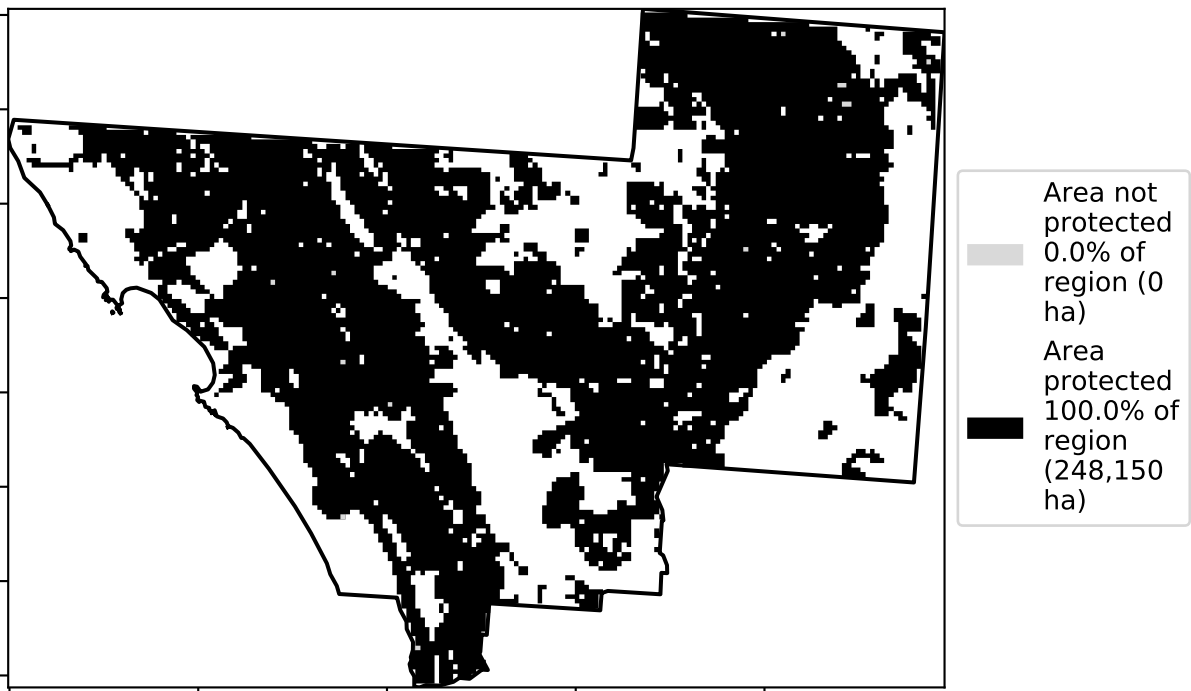 Area not
protected
0.0% of
region (0
ha)
Area
protected
100.0% of
region
(248,150
ha)